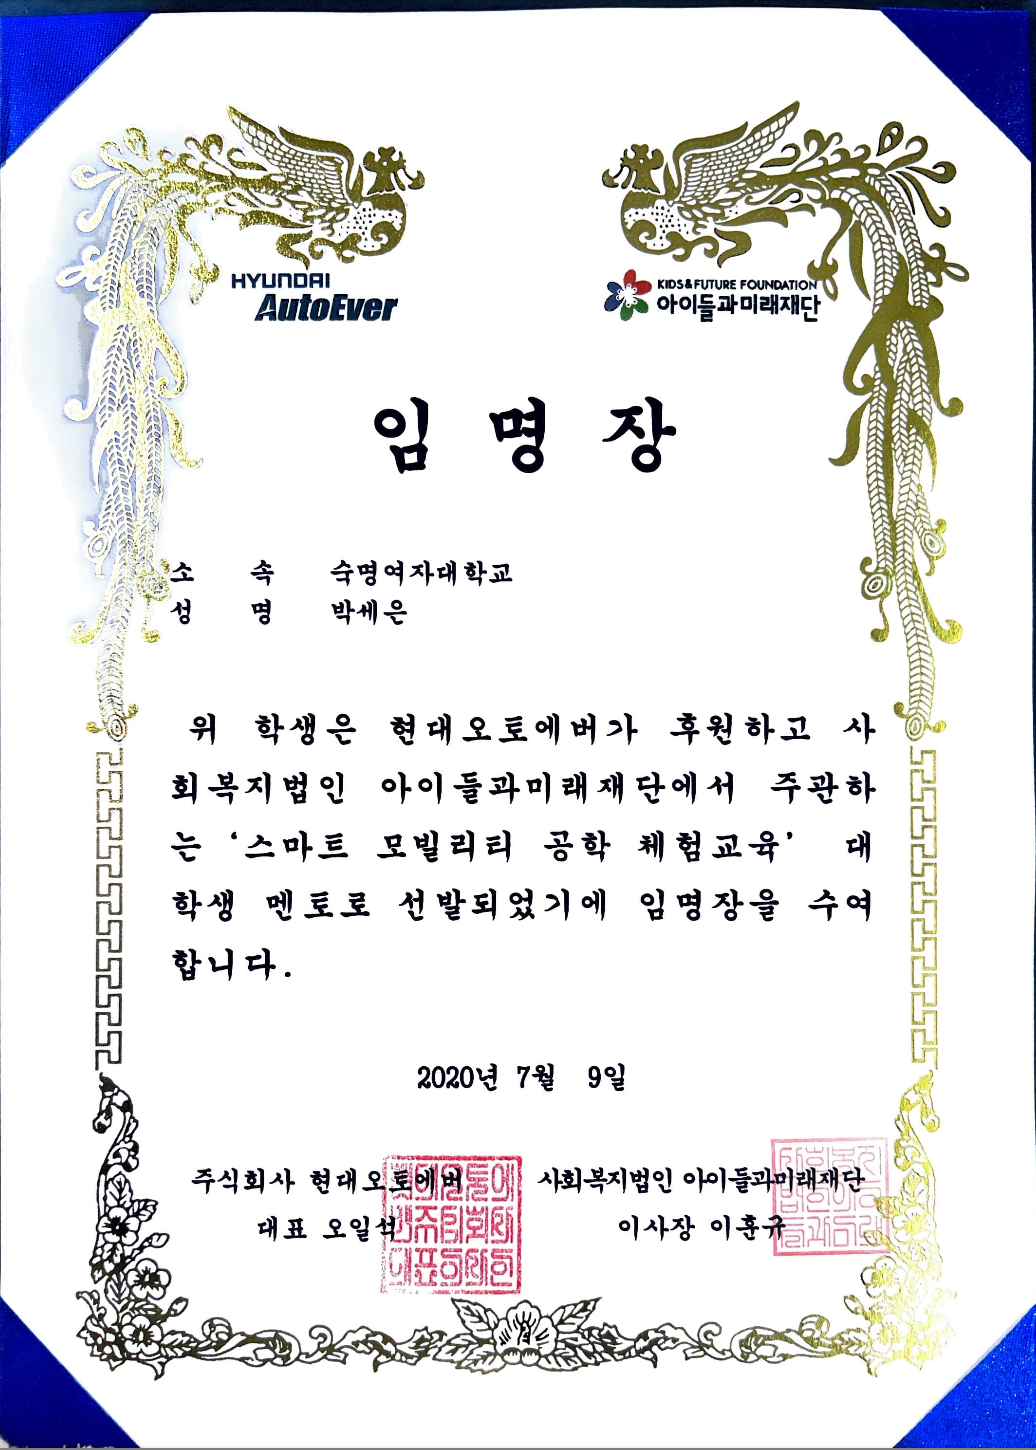 HYUNDAI
AutoEver
KIDS&FUTURE FOUNDATION
아이들과미래재단
임 명 장
소 속 숙명여자대학교
성 명 박세은
위 학생은 현대오토에버가 후원하고 사
회복지법인 아이들과미래재단에서 주관하
는 ‘스마트 모빌리티 공학 체험교육’ 대
학생 멘토로 선발되었기에 임명장을 수여
합니다.
2020년 7월 9일
주식회사 현대오토에버
대표 오일석
사회복지법인 아이들과미래재단
이사장 이훈규